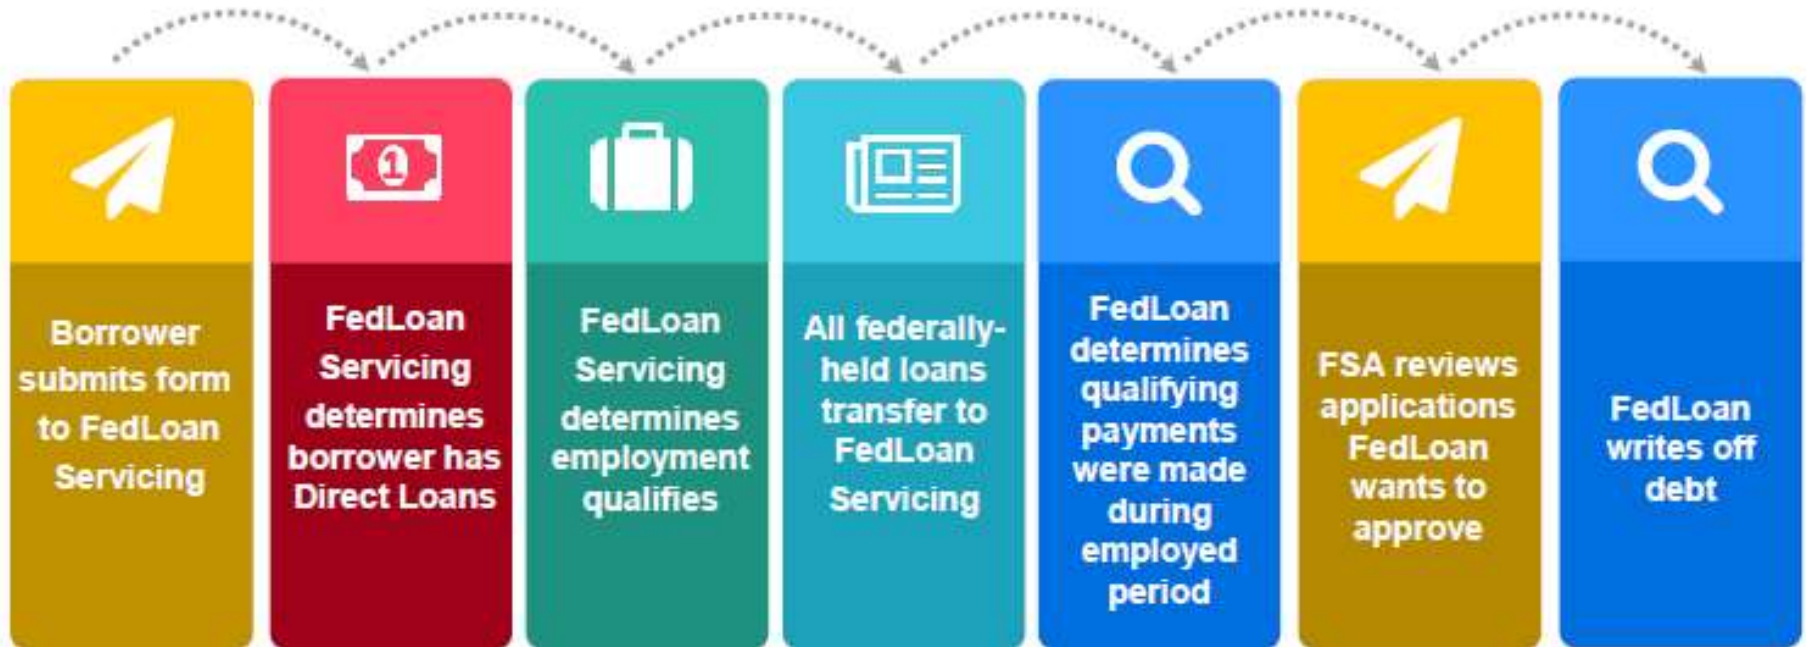 1
Borrower
submits form
to FedLoan
Servicing
FedLoan
Servicing
determines
borrower has
Direct Loans
FedLoan
Servicing
determines
employment
qualifies
All federally-
held loans
transfer to
FedLoan
Servicing
FedLoan
determines
qualifying
payments
were made
during
employed
period
FSA reviews
applications
FedLoan
wants to
approve
FedLoan
writes off
debt